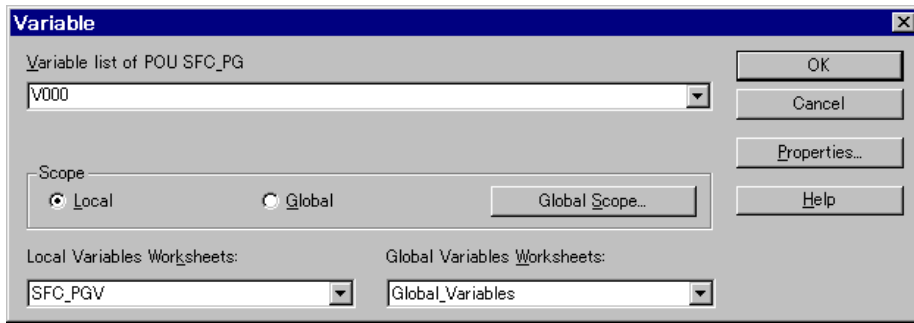 Variable
Variable list of POU SFC_PG
V000
OK
Cancel
Properties...
Help
Scope
Local
Global
Global Scope...
Local Variables Worksheets:
Global Variables Worksheets:
SFC_PGV
Global_Variables